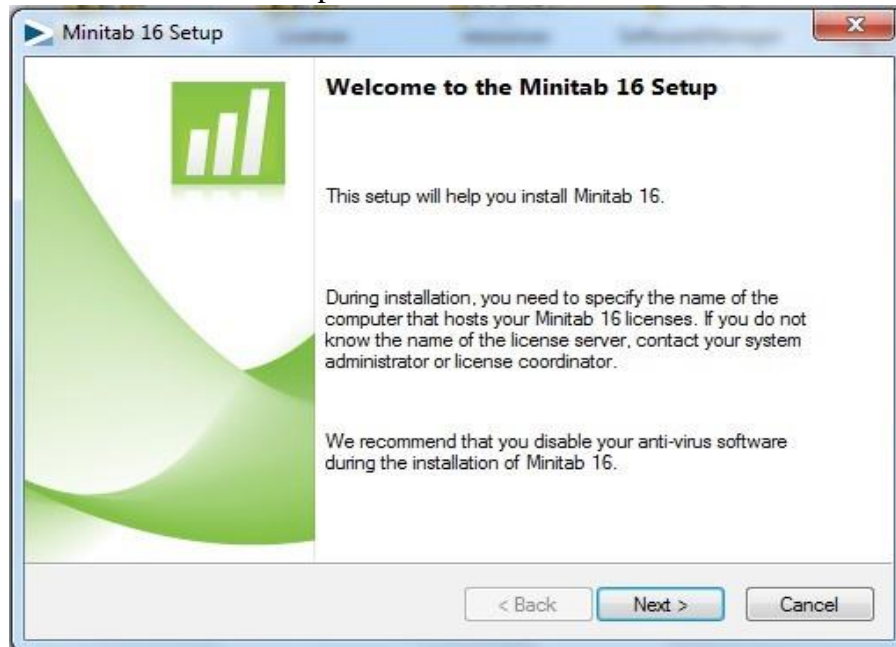 Minitab 16 Setup
Welcome to the Minitab 16 Setup
This setup will help you install Minitab 16.
During installation, you need to specify the name of the
computer that hosts your Minitab 16 licenses. If you do not
know the name of the license server, contact your system
administrator or license coordinator.
We recommend that you disable your anti-virus software
during the installation of Minitab 16.
< Back
Next >
Cancel